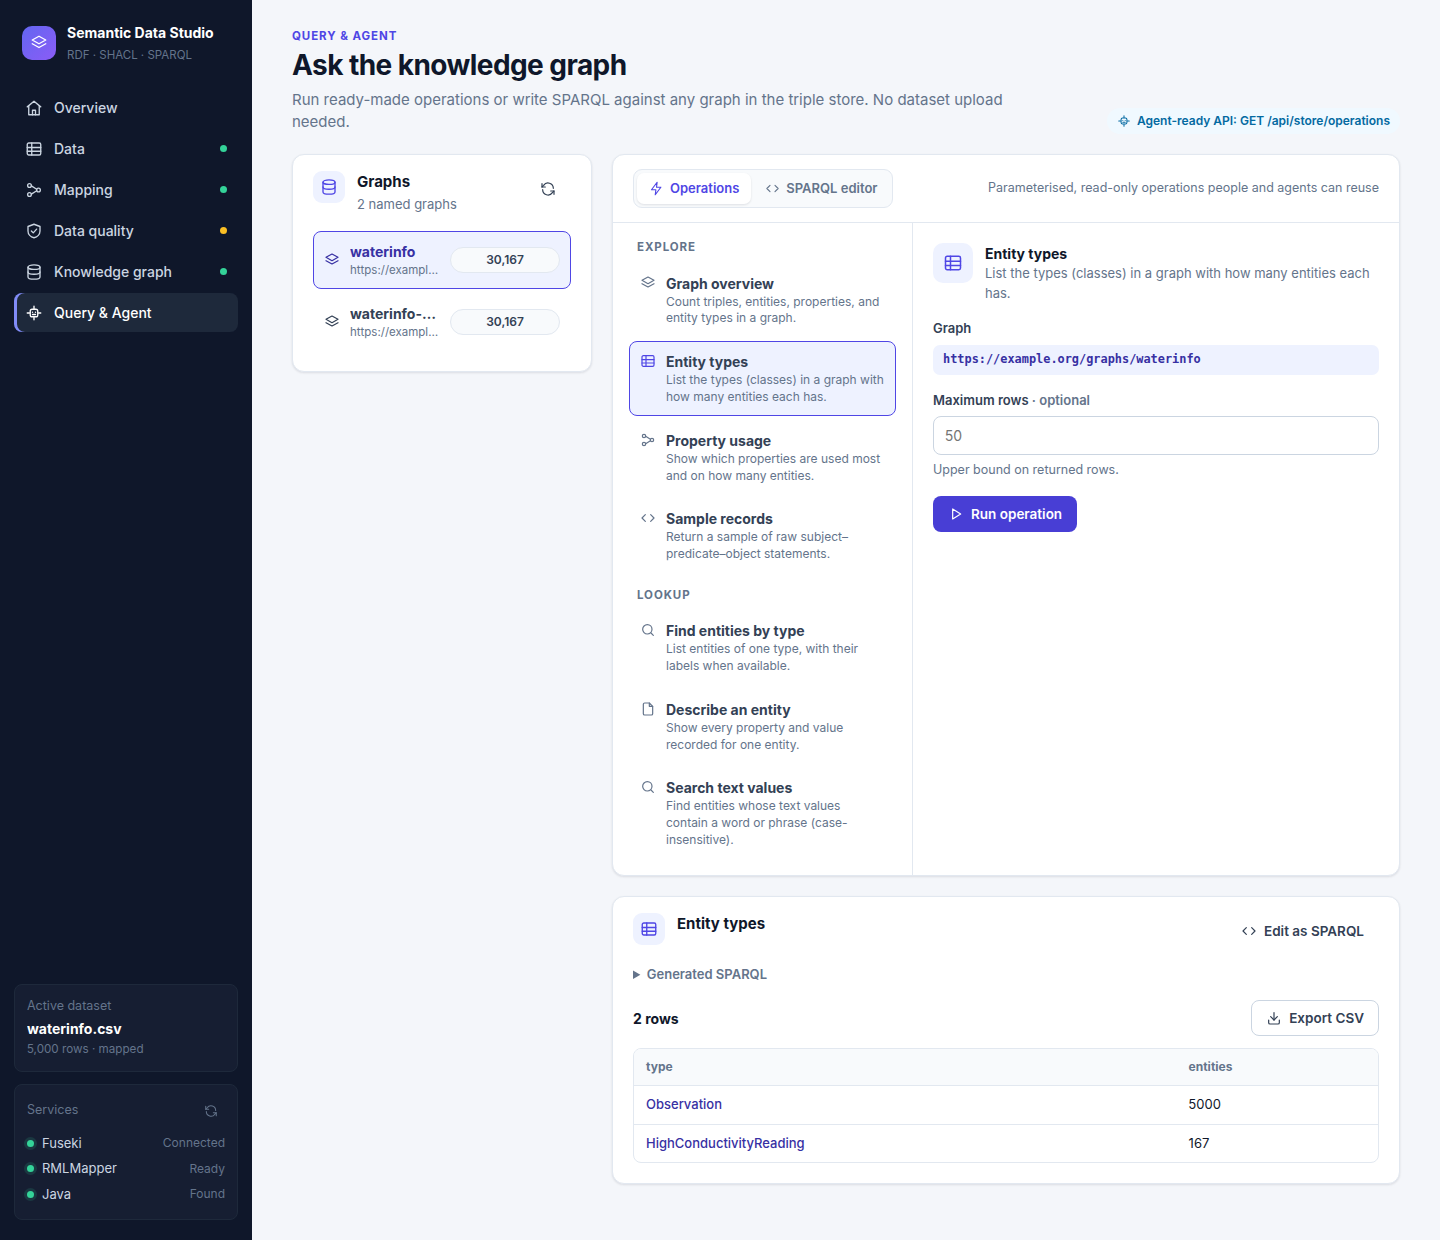 Semantic Data Studio
RDF · SHACL · SPARQL
Overview
Data
Mapping
Data quality
Knowledge graph
Query & Agent
Active dataset
waterinfo.csv
5,000 rows · mapped
Services
Fuseki Connected
RMLMapper Ready
Java Found
QUERY & AGENT
Ask the knowledge graph
Run ready-made operations or write SPARQL against any graph in the triple store. No dataset upload
needed.
Agent-ready API: GET /api/store/operations
Graphs
2 named graphs
waterinfo
https://exampl...
30,167
waterinfo-...
https://exampl...
30,167
Operations
SPARQL editor
Parameterised, read-only operations people and agents can reuse
EXPLORE
Graph overview
Count triples, entities, properties, and
entity types in a graph.
Entity types
List the types (classes) in a graph with
how many entities each has.
Property usage
Show which properties are used most
and on how many entities.
Sample records
Return a sample of raw subject–
predicate–object statements.
LOOKUP
Find entities by type
List entities of one type, with their
labels when available.
Describe an entity
Show every property and value
recorded for one entity.
Search text values
Find entities whose text values
contain a word or phrase (case-
insensitive).
Entity types
List the types (classes) in a graph with how many entities each
has.
Graph
https://example.org/graphs/waterinfo
Maximum rows · optional
50
Upper bound on returned rows.
Run operation
Entity types
Edit as SPARQL
Generated SPARQL
2 rows
Export CSV
type entities
Observation 5000
HighConductivityReading 167